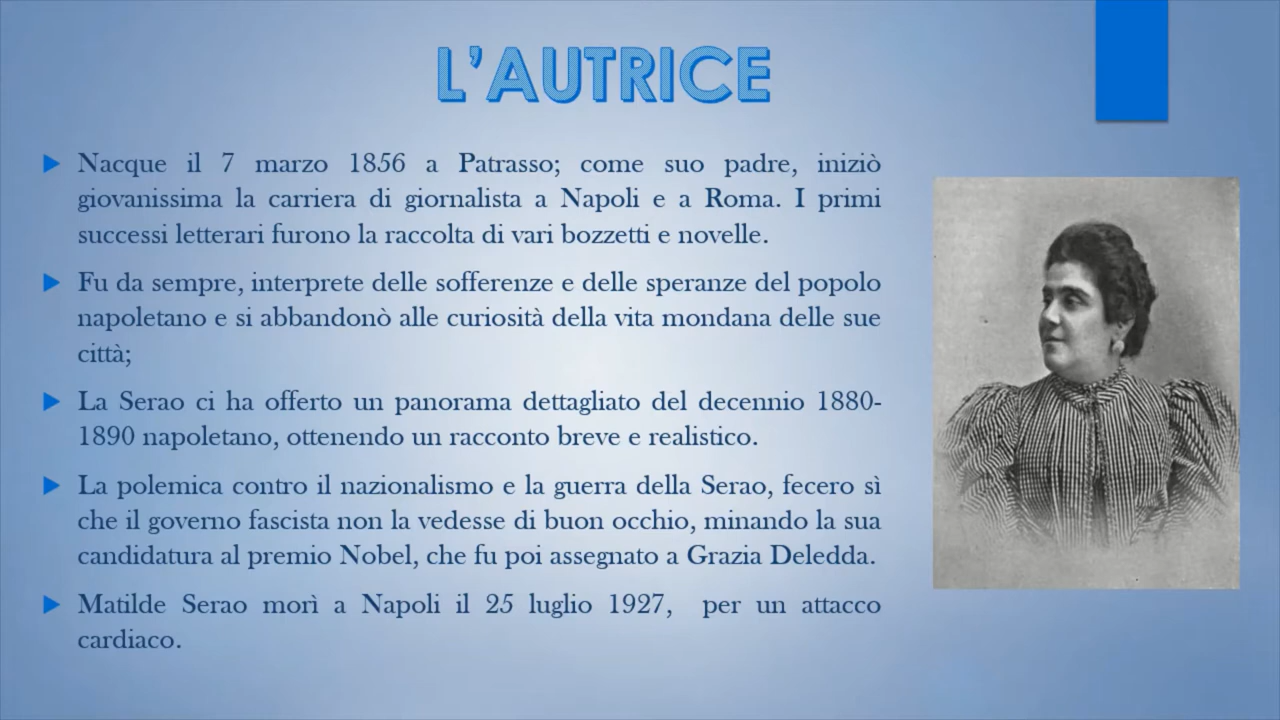 L'AUTRICE
Nacque il 7 marzo 1856 a Patrasso; come suo padre, iniziò
giovanissima la carriera di giornalista a Napoli e a Roma. I primi
successi letterari furono la raccolta di vari bozzetti e novelle.
Fu da sempre, interprete delle sofferenze e delle speranze del popolo
napoletano e si abbandonò alle curiosità della vita mondana delle sue
città;
La Serao ci ha offerto un panorama dettagliato del decennio 1880-
1890 napoletano, ottenendo un racconto breve e realistico.
La polemica contro il nazionalismo e la guerra della Serao, fecero sì
che il governo fascista non la vedesse di buon occhio, minando la sua
candidatura al premio Nobel, che fu poi assegnato a Grazia Deledda.
Matilde Serao morì a Napoli il 25 luglio 1927, per un attacco
cardiaco.